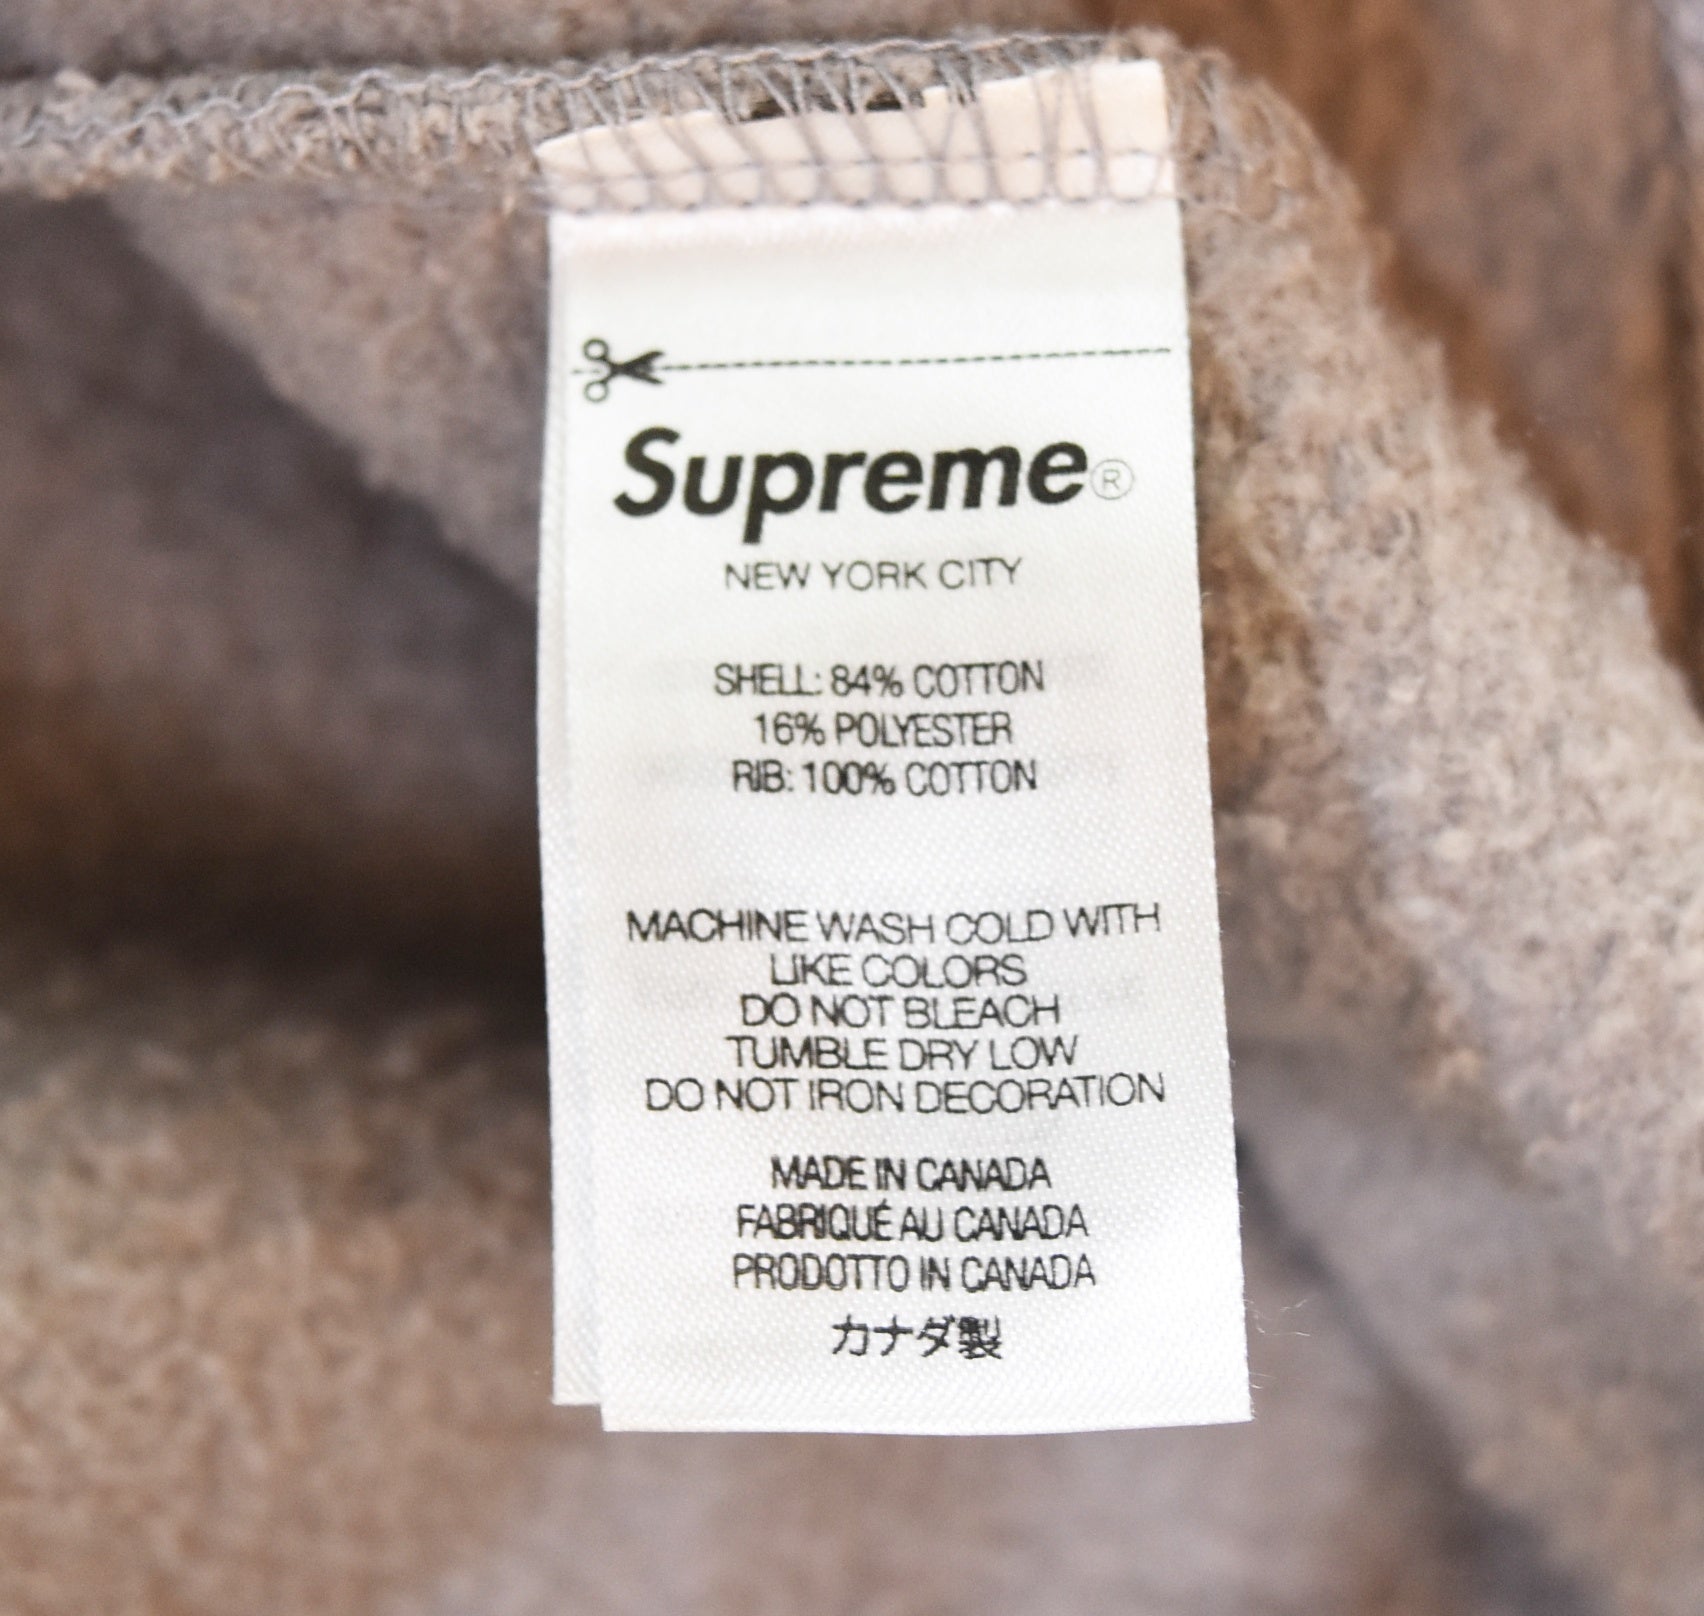 Supreme®
NEW YORK CITY
SHELL: 84% COTTON
16% POLYESTER
RIB: 100% COTTON
MACHINE WASH COLD WITH
LIKE COLORS
DO NOT BLEACH
TUMBLE DRY LOW
DO NOT IRON DECORATION
MADE IN CANADA
FABRIQUÉ AU CANADA
PRODOTTO IN CANADA
カナダ製